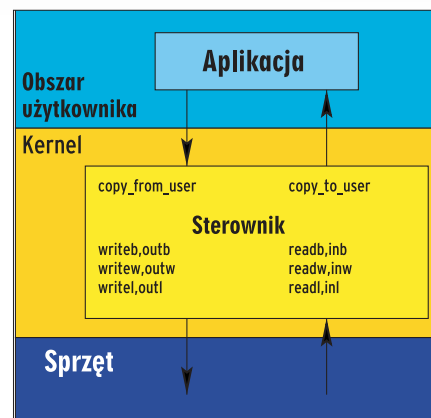 Aplikacja
Obszar
użytkownika
Kernel
copy_from_user copy_to_user
Sterownik
writeb,outb readb,inb
writew,outw readw,inw
writel,outl readl,inl
Sprzęt